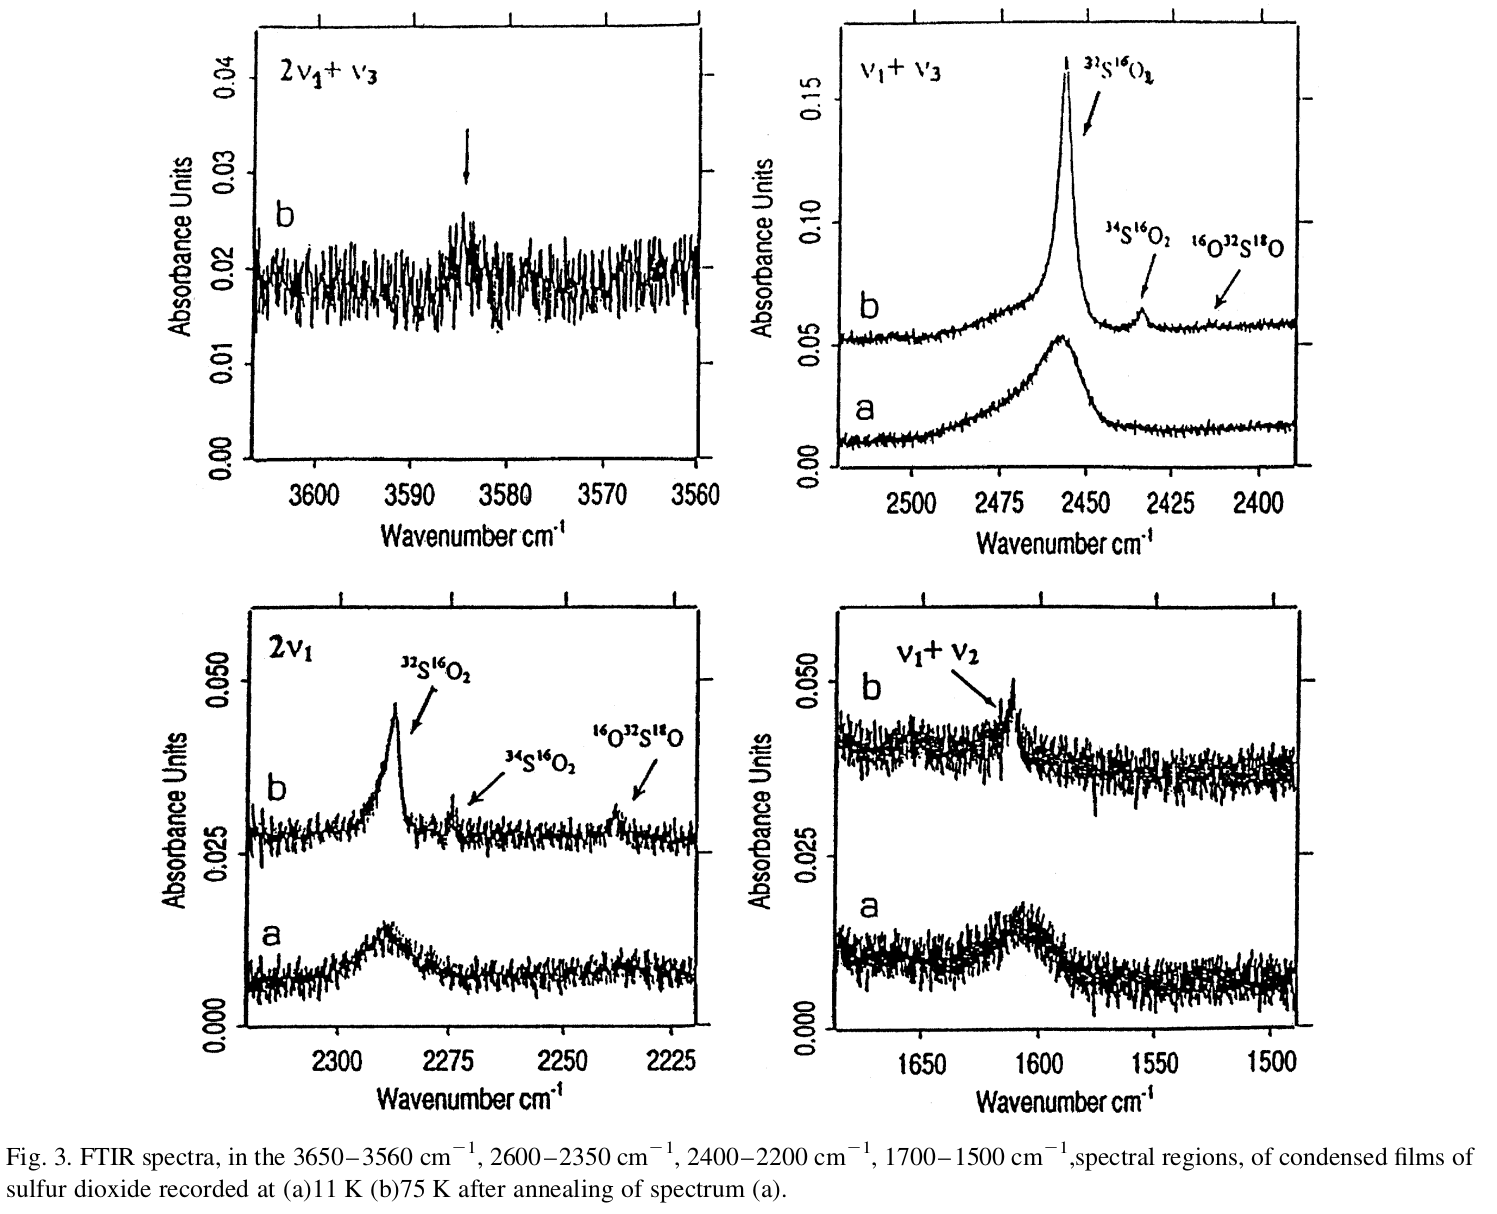 2ν₁+ ν₃
b
0.04
0.03
0.02
0.01
0.00
Absorbance Units
3600 3590 3580 3570 3560
Wavenumber cm⁻¹
ν₁+ ν₃
³²S¹⁶O₂
³⁴S¹⁶O₂
¹⁶O³²S¹⁸O
b
a
0.15
0.10
0.05
0.00
Absorbance Units
2500 2475 2450 2425 2400
Wavenumber cm⁻¹
2ν₁
³²S¹⁶O₂
³⁴S¹⁶O₂
¹⁶O³²S¹⁸O
b
a
0.050
0.025
0.000
Absorbance Units
2300 2275 2250 2225
Wavenumber cm⁻¹
ν₁+ ν₂
b
a
0.050
0.025
0.000
Absorbance Units
1650 1600 1550 1500
Wavenumber cm⁻¹
Fig. 3. FTIR spectra, in the 3650–3560 cm⁻¹, 2600–2350 cm⁻¹, 2400–2200 cm⁻¹, 1700–1500 cm⁻¹,spectral regions, of condensed films of
sulfur dioxide recorded at (a)11 K (b)75 K after annealing of spectrum (a).